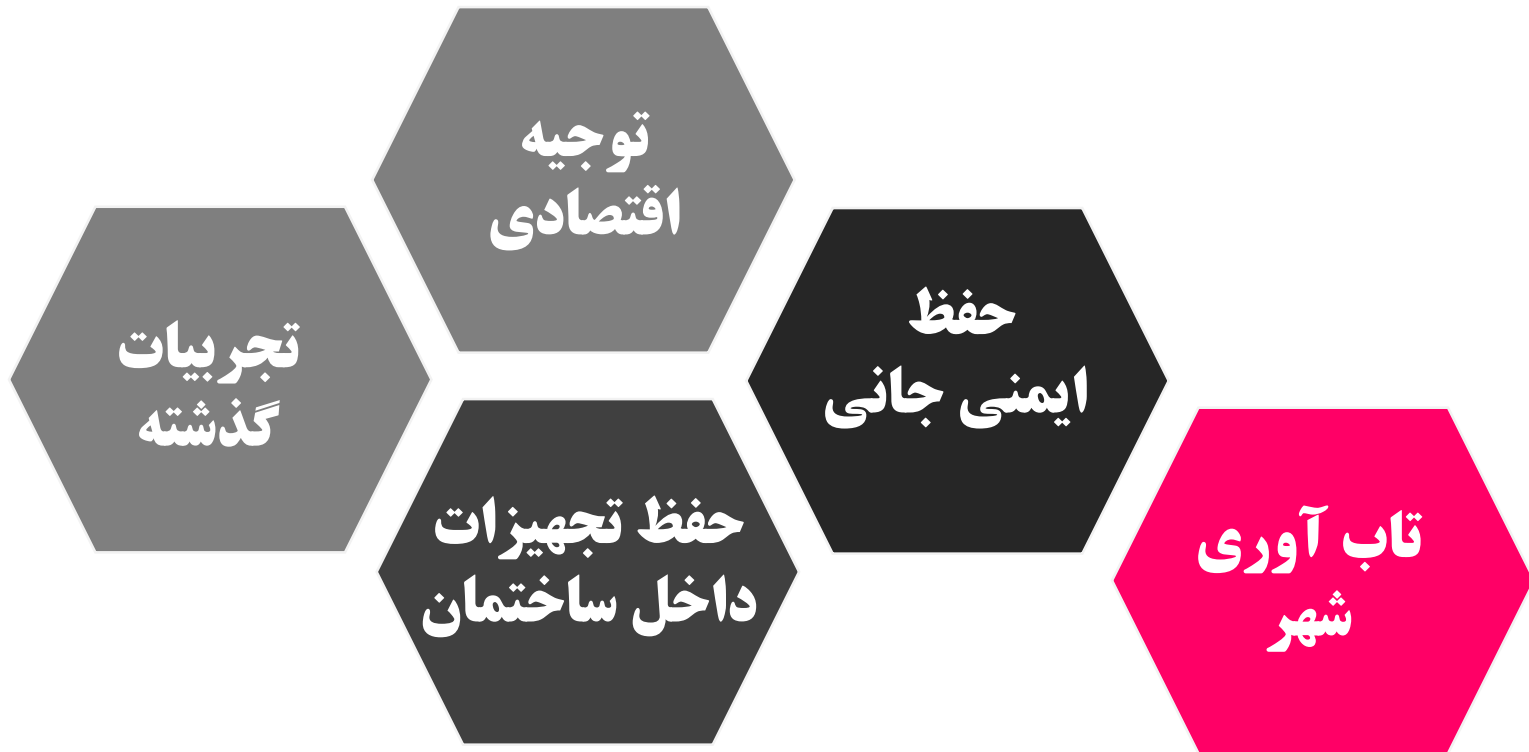 توجیه
اقتصادی
حفظ
ایمنی جانی
تجربیات
گذشته
حفظ تجهیزات
داخل ساختمان
تاب آوری
شهر